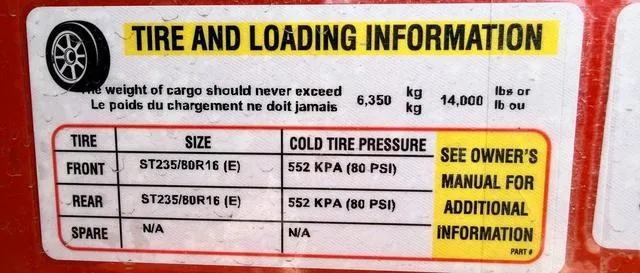 TIRE AND LOADING INFORMATION
weight of cargo should never exceed 6,350 kg 14,000 lbs or
Le poids du chargement ne doit jamais kg lb ou
TIRE SIZE COLD TIRE PRESSURE
FRONT ST235/80R16 (E) 552 KPA (80 PSI)
REAR ST235/80R16 (E) 552 KPA (80 PSI)
SPARE N/A N/A
SEE OWNER'S
MANUAL FOR
ADDITIONAL
INFORMATION
PART #